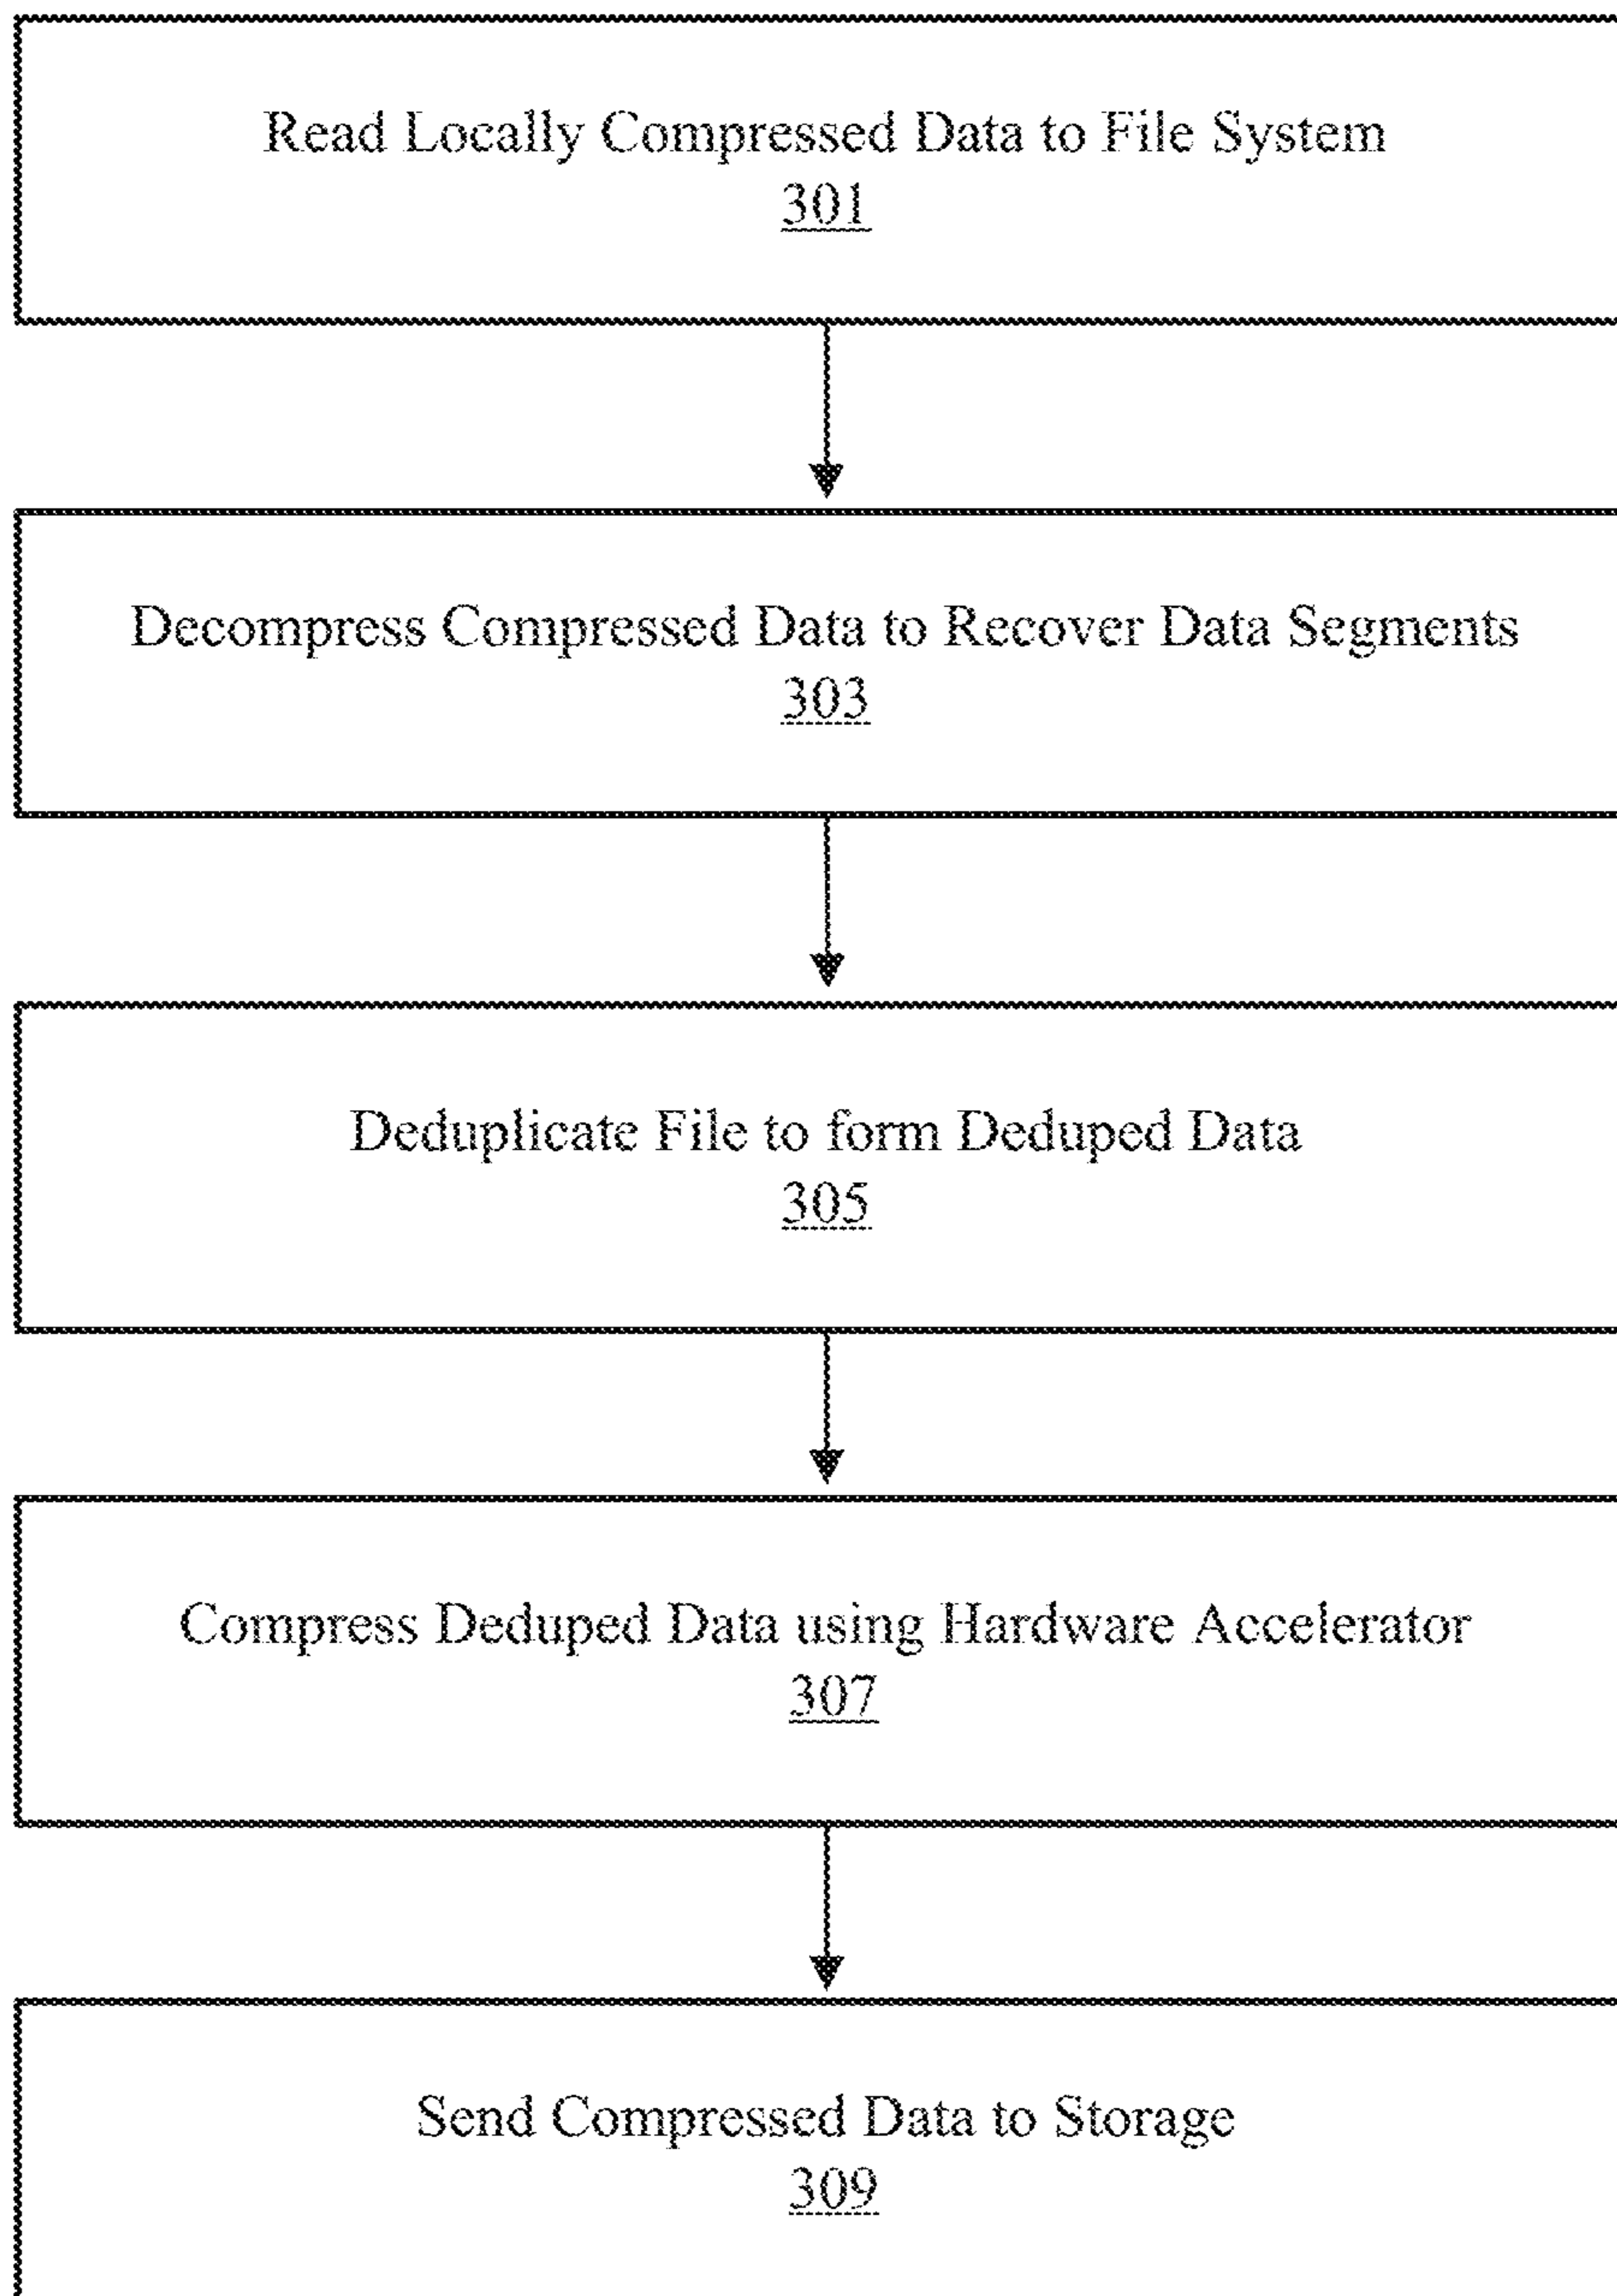 Read Locally Compressed Data to File System
301
Decompress Compressed Data to Recover Data Segments
303
Deduplicate File to form Deduped Data
305
Compress Deduped Data using Hardware Accelerator
307
Send Compressed Data to Storage
309